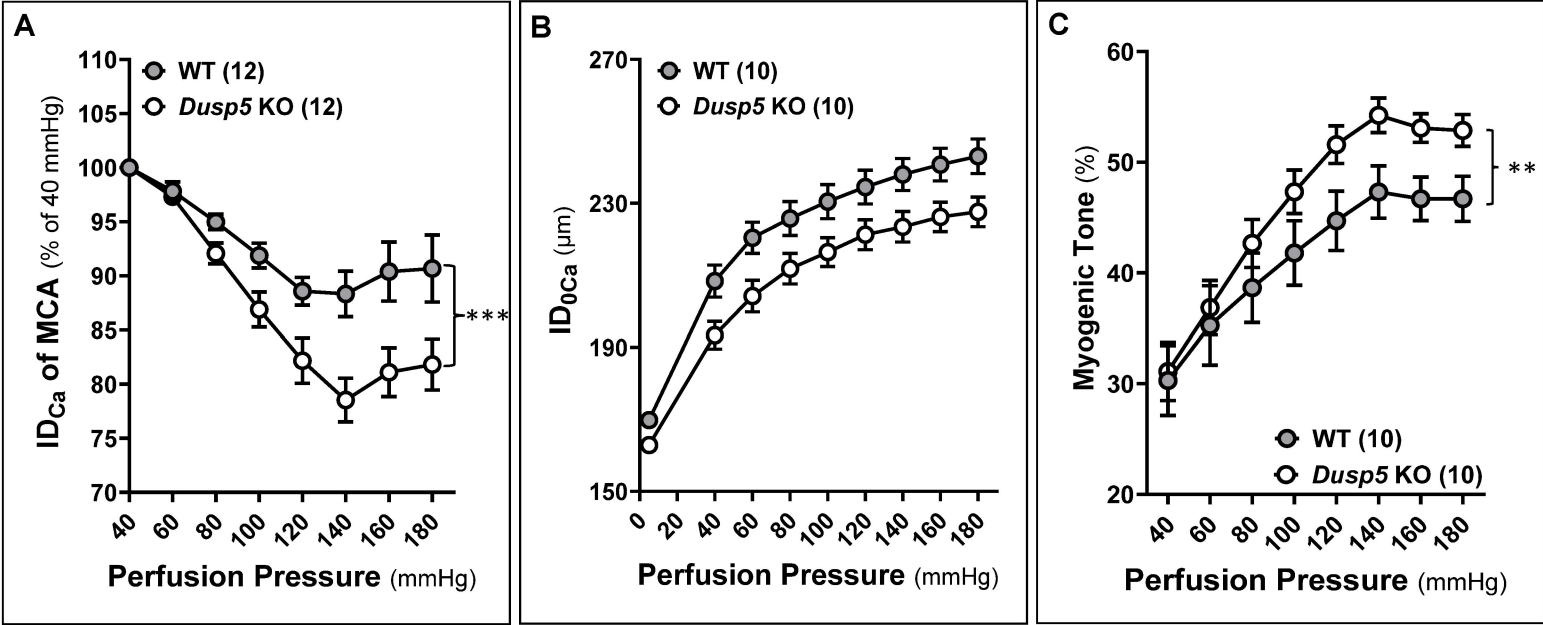 A
110
105
100
95
90
85
80
75
70
ID_Ca of MCA (% of 40 mmHg)
WT (12)
Dusp5 KO (12)
***
40 60 80 100 120 140 160 180
Perfusion Pressure (mmHg)
B
270
230
190
150
ID_0Ca (µm)
WT (10)
Dusp5 KO (10)
0 20 40 60 80 100 120 140 160 180
Perfusion Pressure (mmHg)
C
60
50
40
30
20
Myogenic Tone (%)
**
WT (10)
Dusp5 KO (10)
40 60 80 100 120 140 160 180
Perfusion Pressure (mmHg)